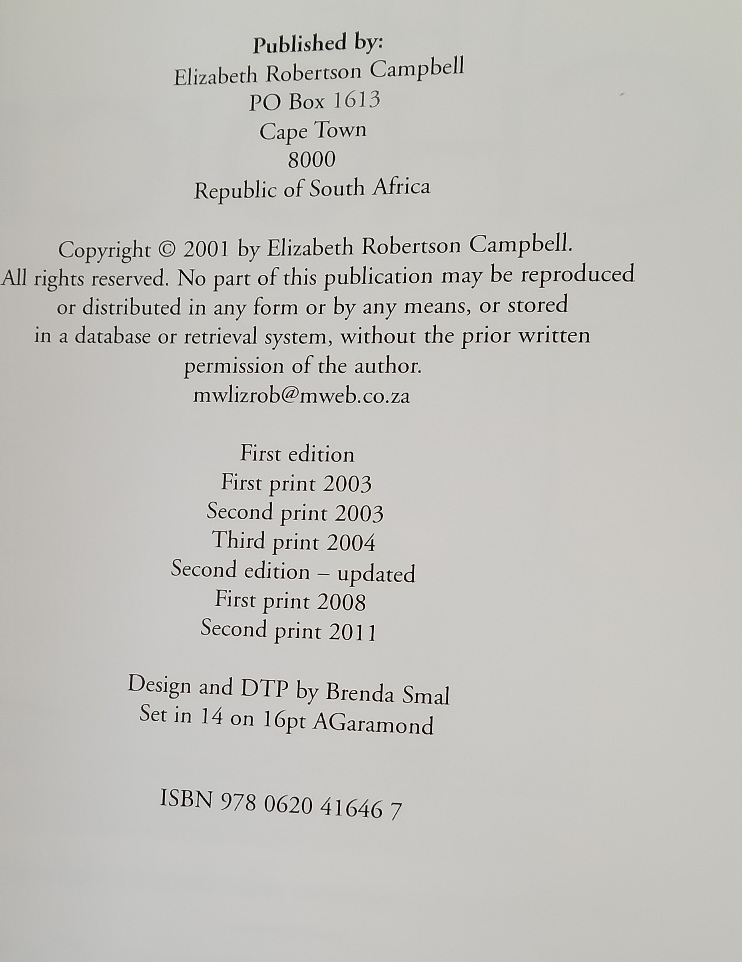 Published by:
Elizabeth Robertson Campbell
PO Box 1613
Cape Town
8000
Republic of South Africa
Copyright © 2001 by Elizabeth Robertson Campbell.
All rights reserved. No part of this publication may be reproduced
or distributed in any form or by any means, or stored
in a database or retrieval system, without the prior written
permission of the author.
mwlizrob@mweb.co.za
First edition
First print 2003
Second print 2003
Third print 2004
Second edition – updated
First print 2008
Second print 2011
Design and DTP by Brenda Smal
Set in 14 on 16pt AGaramond
ISBN 978 0620 41646 7